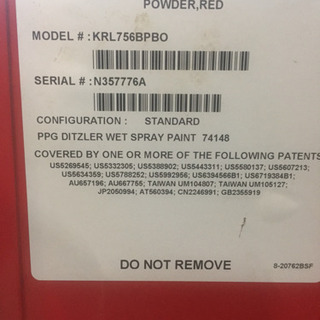 POWDER,RED
MODEL # : KRL756BPBO
SERIAL # : N357776A
CONFIGURATION : STANDARD
PPG DITZLER WET SPRAY PAINT 74148
COVERED BY ONE OR MORE OF THE FOLLOWING PATENTS
US5269545; US5332305; US5388902; US5443311; US5580137; US5607213;
US5634359; US5788252; US5992956; US6394566B1; US6719384B1;
AU657196; AU667755; TAIWAN UM104807; TAIWAN UM105127;
JP2050994; AT560394; CN2246991; GB2355919
DO NOT REMOVE
8-20762BSF